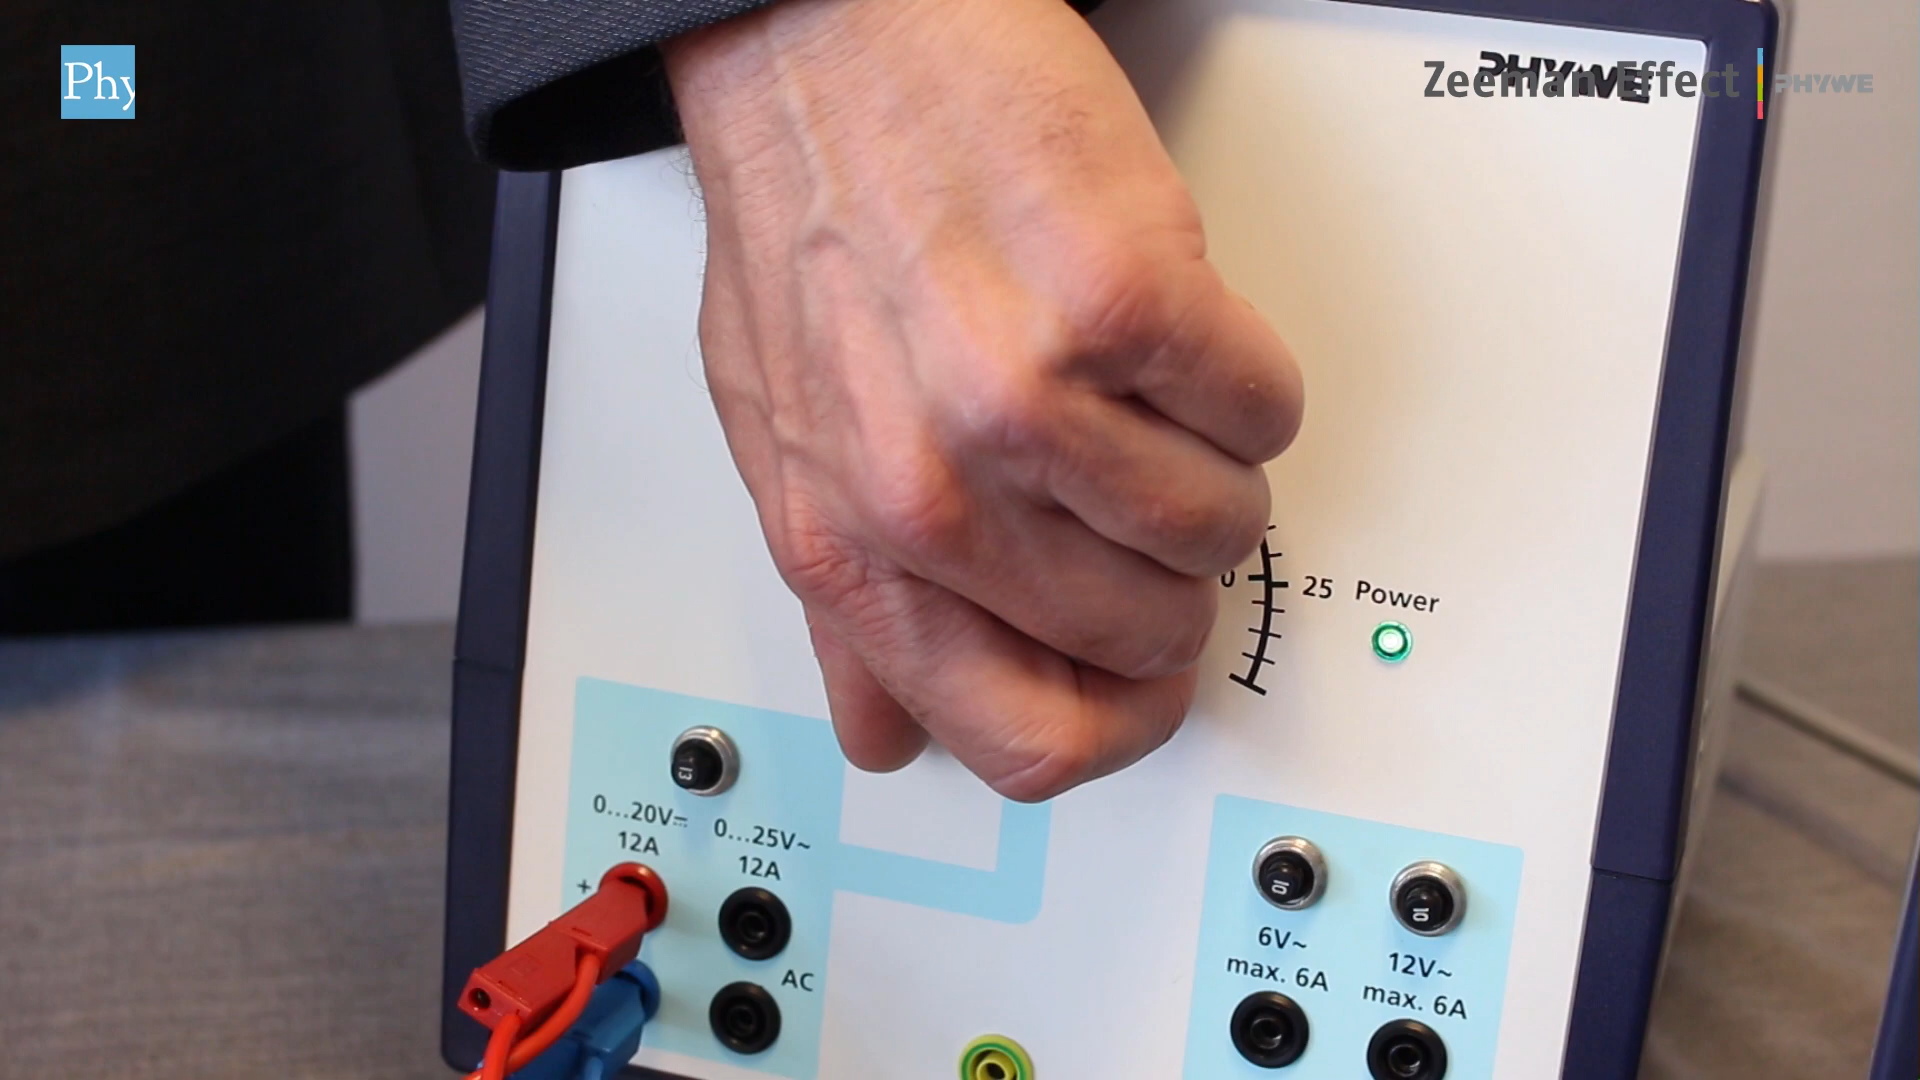 Phy
Zeeman Effect
PHYWE
PHYWE
0
25
Power
13
0...20V⎓
12A
0...25V~
12A
+
AC
10
10
6V~
max. 6A
12V~
max. 6A